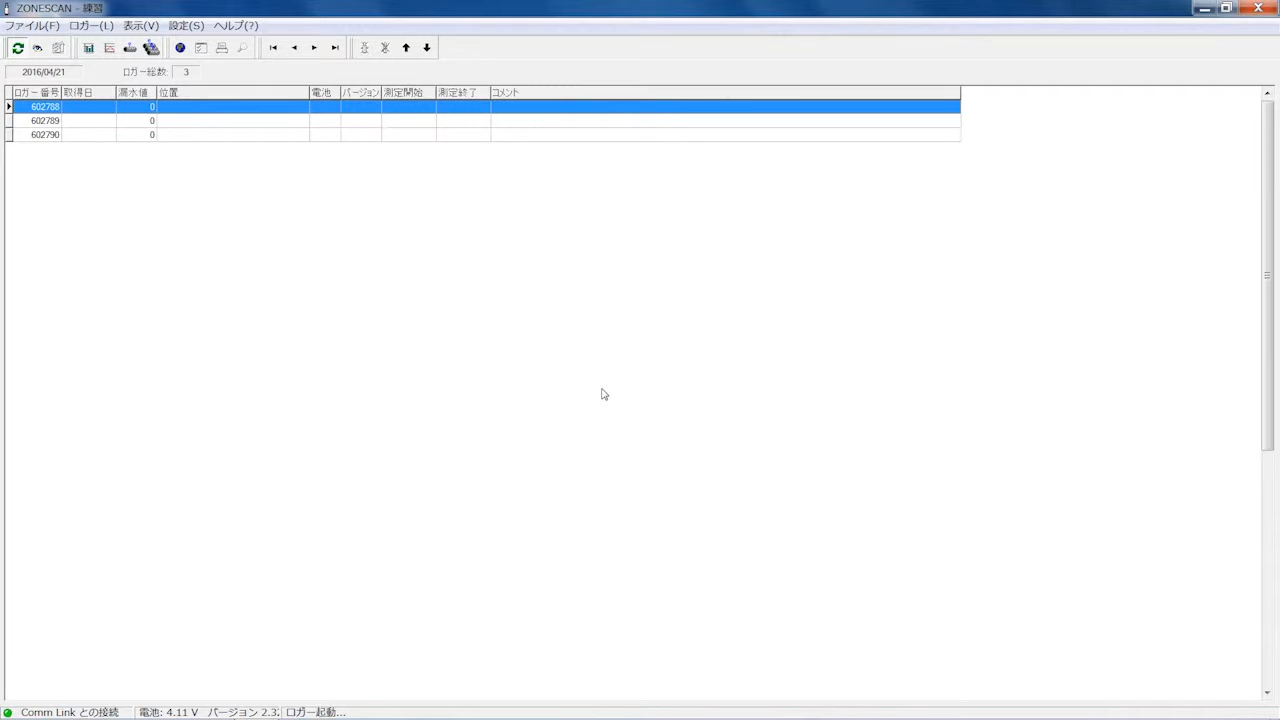 ZONESCAN - 練習
ファイル(F) ロガー(L) 表示(V) 設定(S) ヘルプ(?)
2016/04/21 ロガー総数: 3
ロガー番号 取得日 漏水値 位置 電池 バージョン 測定開始 測定終了 コメント
602788 0
602789 0
602790 0
Comm Link との接続 電池: 4.11 V バージョン 2.3 ロガー起動...